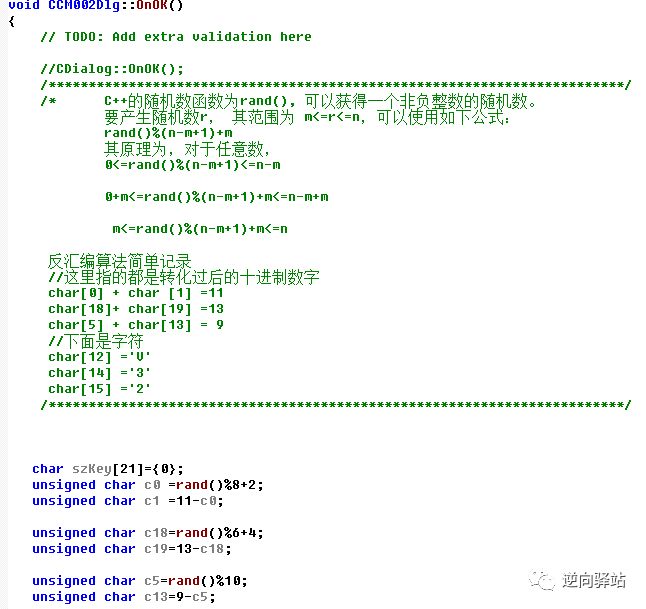 void CCM002Dlg::OnOK()
{
// TODO: Add extra validation here
//CDialog::OnOK();
/***********************************************************************/
/* C++的随机数函数为rand(), 可以获得一个非负整数的随机数。
要产生随机数r, 其范围为 m<=r<=n, 可以使用如下公式:
rand()%(n-m+1)+m
其原理为, 对于任意数,
0<=rand()%(n-m+1)<=n-m
0+m<=rand()%(n-m+1)+m<=n-m+m
m<=rand()%(n-m+1)+m<=n
反汇编算法简单记录
//这里指的都是转化过后的十进制数字
char[0] + char [1] =11
char[18]+ char[19] =13
char[5] + char[13] = 9
//下面是字符
char[12] ='V'
char[14] ='3'
char[15] ='2'
/***********************************************************************/
char szKey[21]={0};
unsigned char c0 =rand()%8+2;
unsigned char c1 =11-c0;
unsigned char c18=rand()%6+4;
unsigned char c19=13-c18;
unsigned char c5=rand()%10;
unsigned char c13=9-c5;
逆向驿站